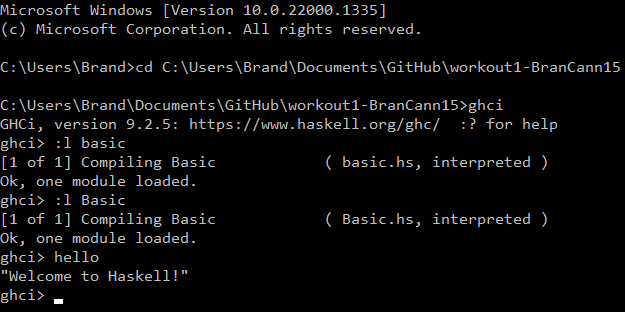 Microsoft Windows [Version 10.0.22000.1335]
(c) Microsoft Corporation. All rights reserved.
C:\Users\Brand>cd C:\Users\Brand\Documents\GitHub\workout1-BranCann15
C:\Users\Brand\Documents\GitHub\workout1-BranCann15>ghci
GHCi, version 9.2.5: https://www.haskell.org/ghc/  :? for help
ghci> :l basic
[1 of 1] Compiling Basic            ( basic.hs, interpreted )
Ok, one module loaded.
ghci> :l Basic
[1 of 1] Compiling Basic            ( Basic.hs, interpreted )
Ok, one module loaded.
ghci> hello
"Welcome to Haskell!"
ghci>